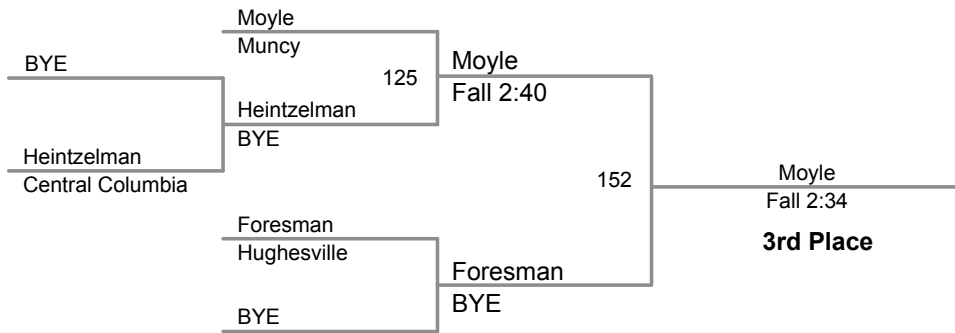 BYE
Heintzelman
Central Columbia
Moyle
Muncy
125
Heintzelman
BYE
Foresman
Hughesville
BYE
Moyle
Fall 2:40
152
Foresman
BYE
Moyle
Fall 2:34
3rd Place